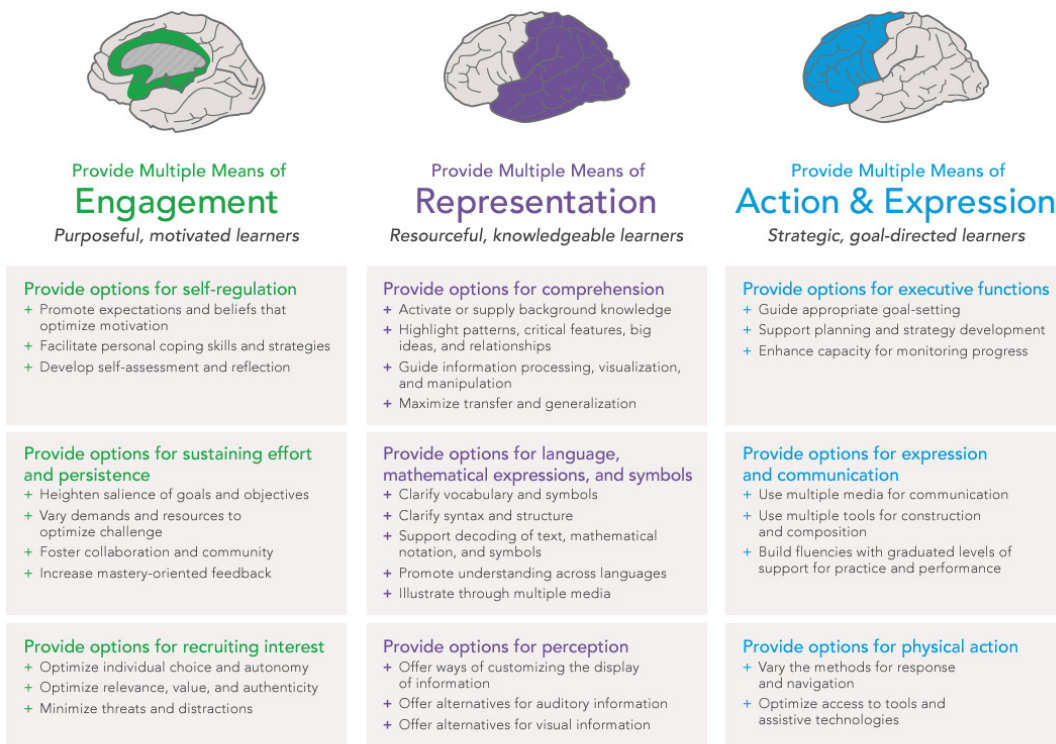 Provide Multiple Means of
Engagement
Purposeful, motivated learners
Provide options for self-regulation
+ Promote expectations and beliefs that
optimize motivation
+ Facilitate personal coping skills and strategies
+ Develop self-assessment and reflection
Provide options for sustaining effort
and persistence
+ Heighten salience of goals and objectives
+ Vary demands and resources to
optimize challenge
+ Foster collaboration and community
+ Increase mastery-oriented feedback
Provide options for recruiting interest
+ Optimize individual choice and autonomy
+ Optimize relevance, value, and authenticity
+ Minimize threats and distractions
Provide Multiple Means of
Representation
Resourceful, knowledgeable learners
Provide options for comprehension
+ Activate or supply background knowledge
+ Highlight patterns, critical features, big
ideas, and relationships
+ Guide information processing, visualization,
and manipulation
+ Maximize transfer and generalization
Provide options for language,
mathematical expressions, and symbols
+ Clarify vocabulary and symbols
+ Clarify syntax and structure
+ Support decoding of text, mathematical
notation, and symbols
+ Promote understanding across languages
+ Illustrate through multiple media
Provide options for perception
+ Offer ways of customizing the display
of information
+ Offer alternatives for auditory information
+ Offer alternatives for visual information
Provide Multiple Means of
Action & Expression
Strategic, goal-directed learners
Provide options for executive functions
+ Guide appropriate goal-setting
+ Support planning and strategy development
+ Enhance capacity for monitoring progress
Provide options for expression
and communication
+ Use multiple media for communication
+ Use multiple tools for construction
and composition
+ Build fluencies with graduated levels of
support for practice and performance
Provide options for physical action
+ Vary the methods for response
and navigation
+ Optimize access to tools and
assistive technologies